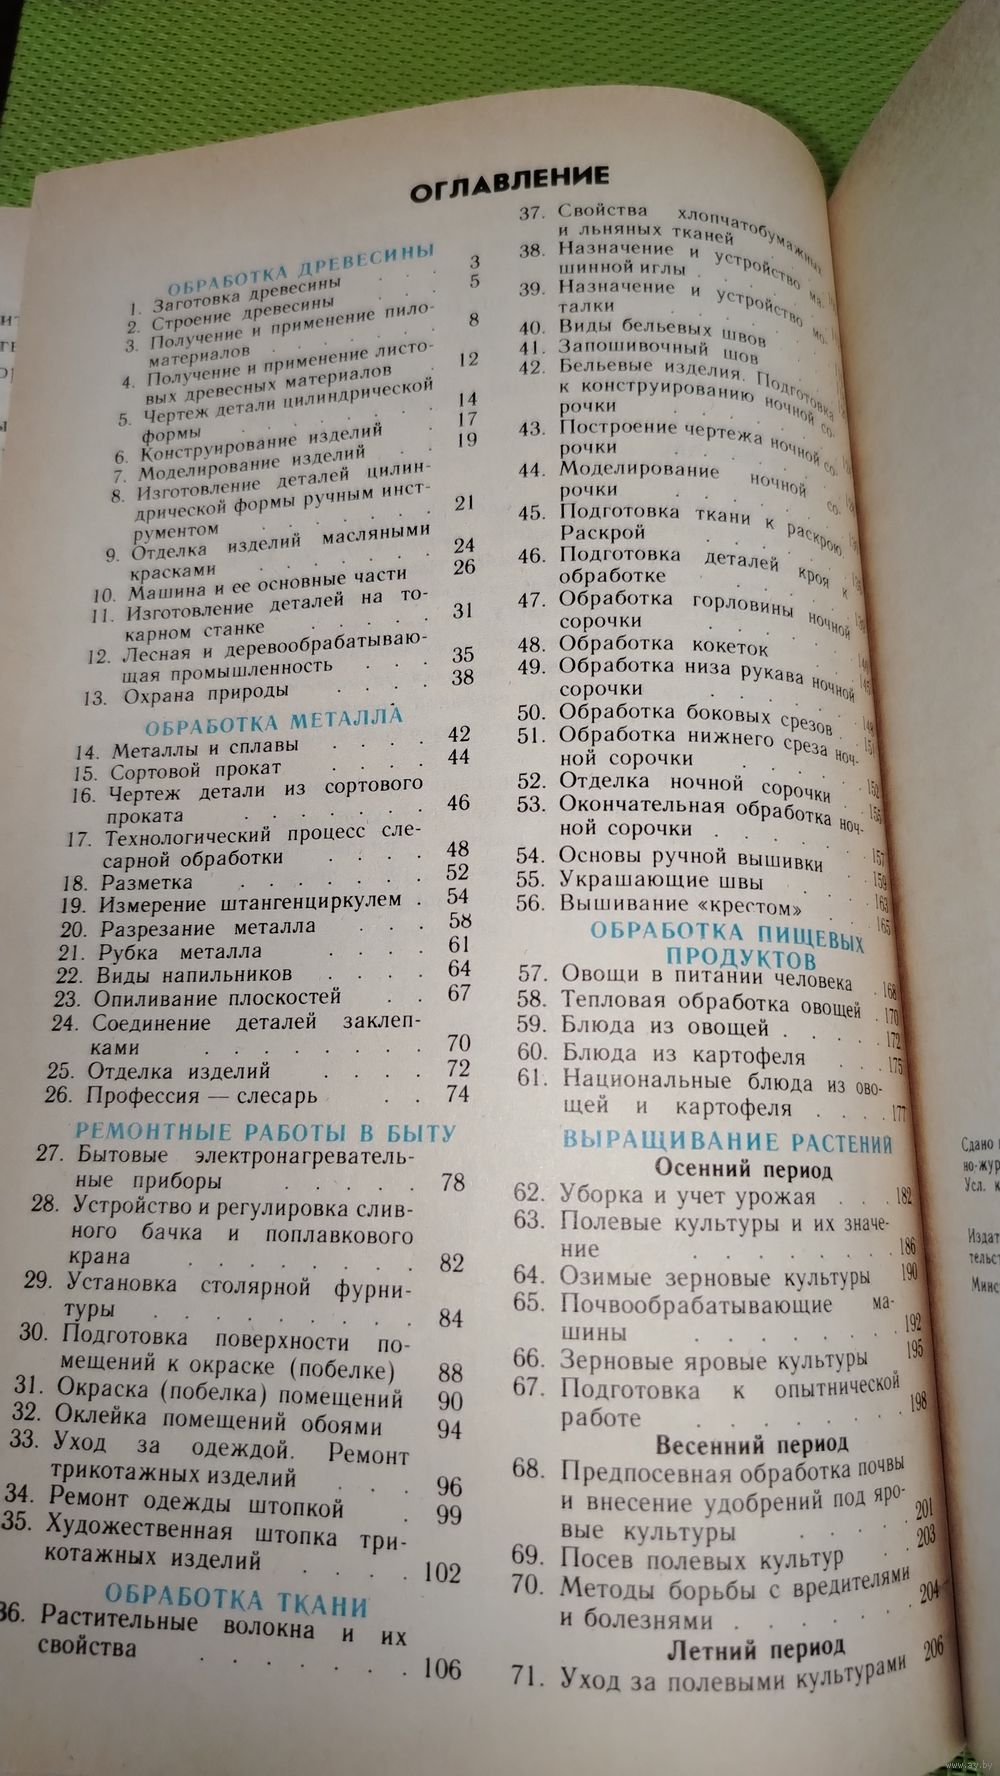 ОГЛАВЛЕНИЕ
ОБРАБОТКА ДРЕВЕСИНЫ
1. Заготовка древесины . . . 3
2. Строение древесины . . . 5
3. Получение и применение пило-
материалов . . . 8
4. Получение и применение листо-
вых древесных материалов . 12
5. Чертеж детали цилиндрической
формы . . . 14
6. Конструирование изделий . 17
7. Моделирование изделий . . 19
8. Изготовление деталей цилин-
дрической формы ручным инст-
рументом . . . 21
9. Отделка изделий масляными
красками . . . 24
10. Машина и ее основные части 26
11. Изготовление деталей на то-
карном станке . . . 31
12. Лесная и деревообрабатываю-
щая промышленность . . . 35
13. Охрана природы . . . . 38
ОБРАБОТКА МЕТАЛЛА
14. Металлы и сплавы . . . . 42
15. Сортовой прокат . . . . 44
16. Чертеж детали из сортового
проката . . . 46
17. Технологический процесс сле-
сарной обработки . . . . 48
18. Разметка . . . 52
19. Измерение штангенциркулем . 54
20. Разрезание металла . . . 58
21. Рубка металла . . . . 61
22. Виды напильников . . . . 64
23. Опиливание плоскостей . . 67
24. Соединение деталей заклеп-
ками . . . 70
25. Отделка изделий . . . . 72
26. Профессия — слесарь . . 74
РЕМОНТНЫЕ РАБОТЫ В БЫТУ
27. Бытовые электронагреватель-
ные приборы . . . 78
28. Устройство и регулировка слив-
ного бачка и поплавкового
крана . . . 82
29. Установка столярной фурни-
туры . . . 84
30. Подготовка поверхности по-
мещений к окраске (побелке) 88
31. Окраска (побелка) помещений 90
32. Оклейка помещений обоями 94
33. Уход за одеждой. Ремонт
трикотажных изделий . . . 96
34. Ремонт одежды штопкой . 99
35. Художественная штопка три-
котажных изделий . . . . 102
ОБРАБОТКА ТКАНИ
36. Растительные волокна и их
свойства . . . 106
37. Свойства хлопчатобумажных
и льняных тканей
38. Назначение и устройство ма-
шинной иглы . . .
39. Назначение и устройство мо-
талки . . .
40. Виды бельевых швов
41. Запошивочный шов
42. Бельевые изделия. Подготовка
к конструированию ночной со-
рочки . . .
43. Построение чертежа ночной со-
рочки . . .
44. Моделирование ночной со-
рочки . . .
45. Подготовка ткани к раскрою.
Раскрой . . .
46. Подготовка деталей кроя к
обработке . . .
47. Обработка горловины ночной
сорочки . . .
48. Обработка кокеток . .
49. Обработка низа рукава ночной
сорочки . . .
50. Обработка боковых срезов . 148
51. Обработка нижнего среза ноч-
ной сорочки . . .
52. Отделка ночной сорочки .
53. Окончательная обработка ноч-
ной сорочки . . . 157
54. Основы ручной вышивки 159
55. Украшающие швы . . 163
56. Вышивание «крестом» . . 165
ОБРАБОТКА ПИЩЕВЫХ
ПРОДУКТОВ
57. Овощи в питании человека . 168
58. Тепловая обработка овощей . 170
59. Блюда из овощей . . . 172
60. Блюда из картофеля . . . 175
61. Национальные блюда из ово-
щей и картофеля . . . . 177
ВЫРАЩИВАНИЕ РАСТЕНИЙ
Осенний период
62. Уборка и учет урожая . . . 182
63. Полевые культуры и их значе-
ние . . . 186
64. Озимые зерновые культуры 190
65. Почвообрабатывающие ма-
шины . . . 192
66. Зерновые яровые культуры 195
67. Подготовка к опытнической
работе . . . 198
Весенний период
68. Предпосевная обработка почвы
и внесение удобрений под яро-
вые культуры . . . 201
69. Посев полевых культур . . 203
70. Методы борьбы с вредителями
и болезнями . . . 204
Летний период
71. Уход за полевыми культурами 206
Сдано
но-жур
Усл. к
Издат
тельст
Минс
www.ay.by